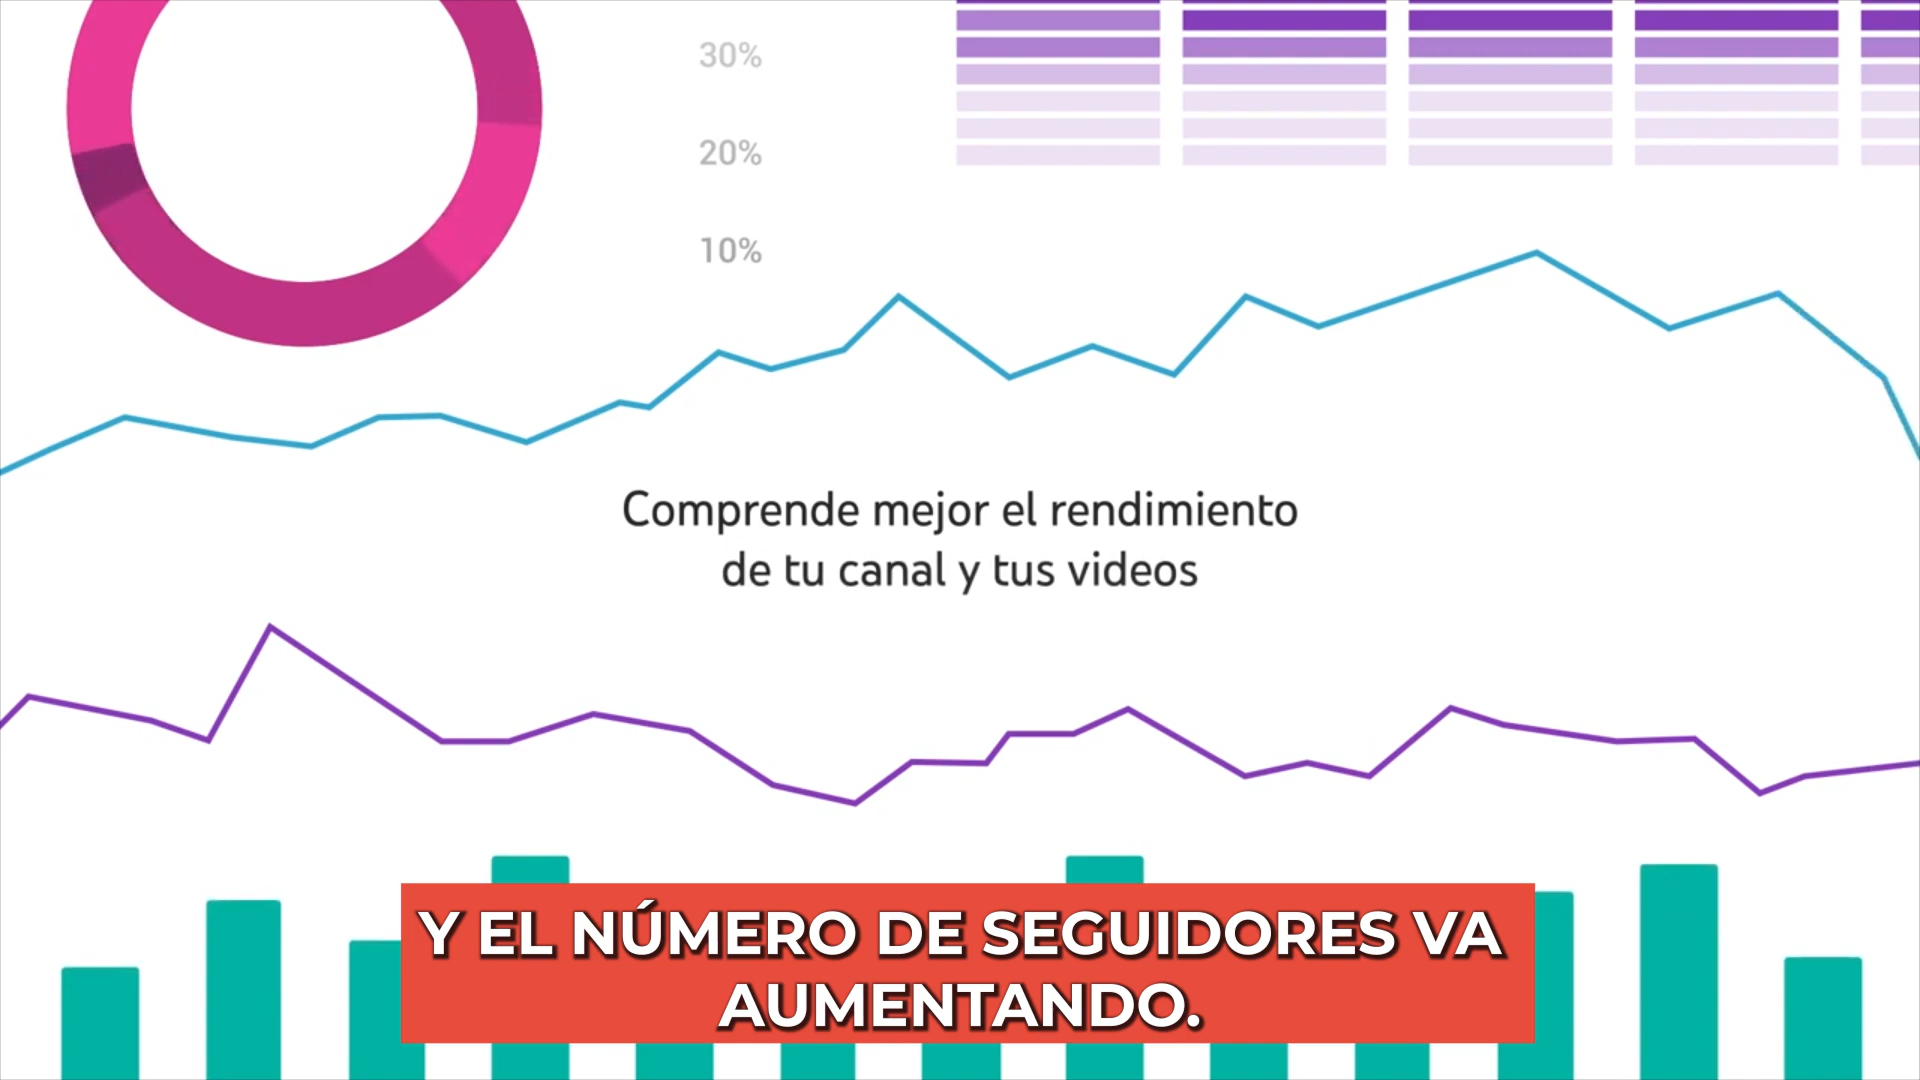 30%
20%
10%
Comprende mejor el rendimiento
de tu canal y tus videos
Y EL NÚMERO DE SEGUIDORES VA
AUMENTANDO.